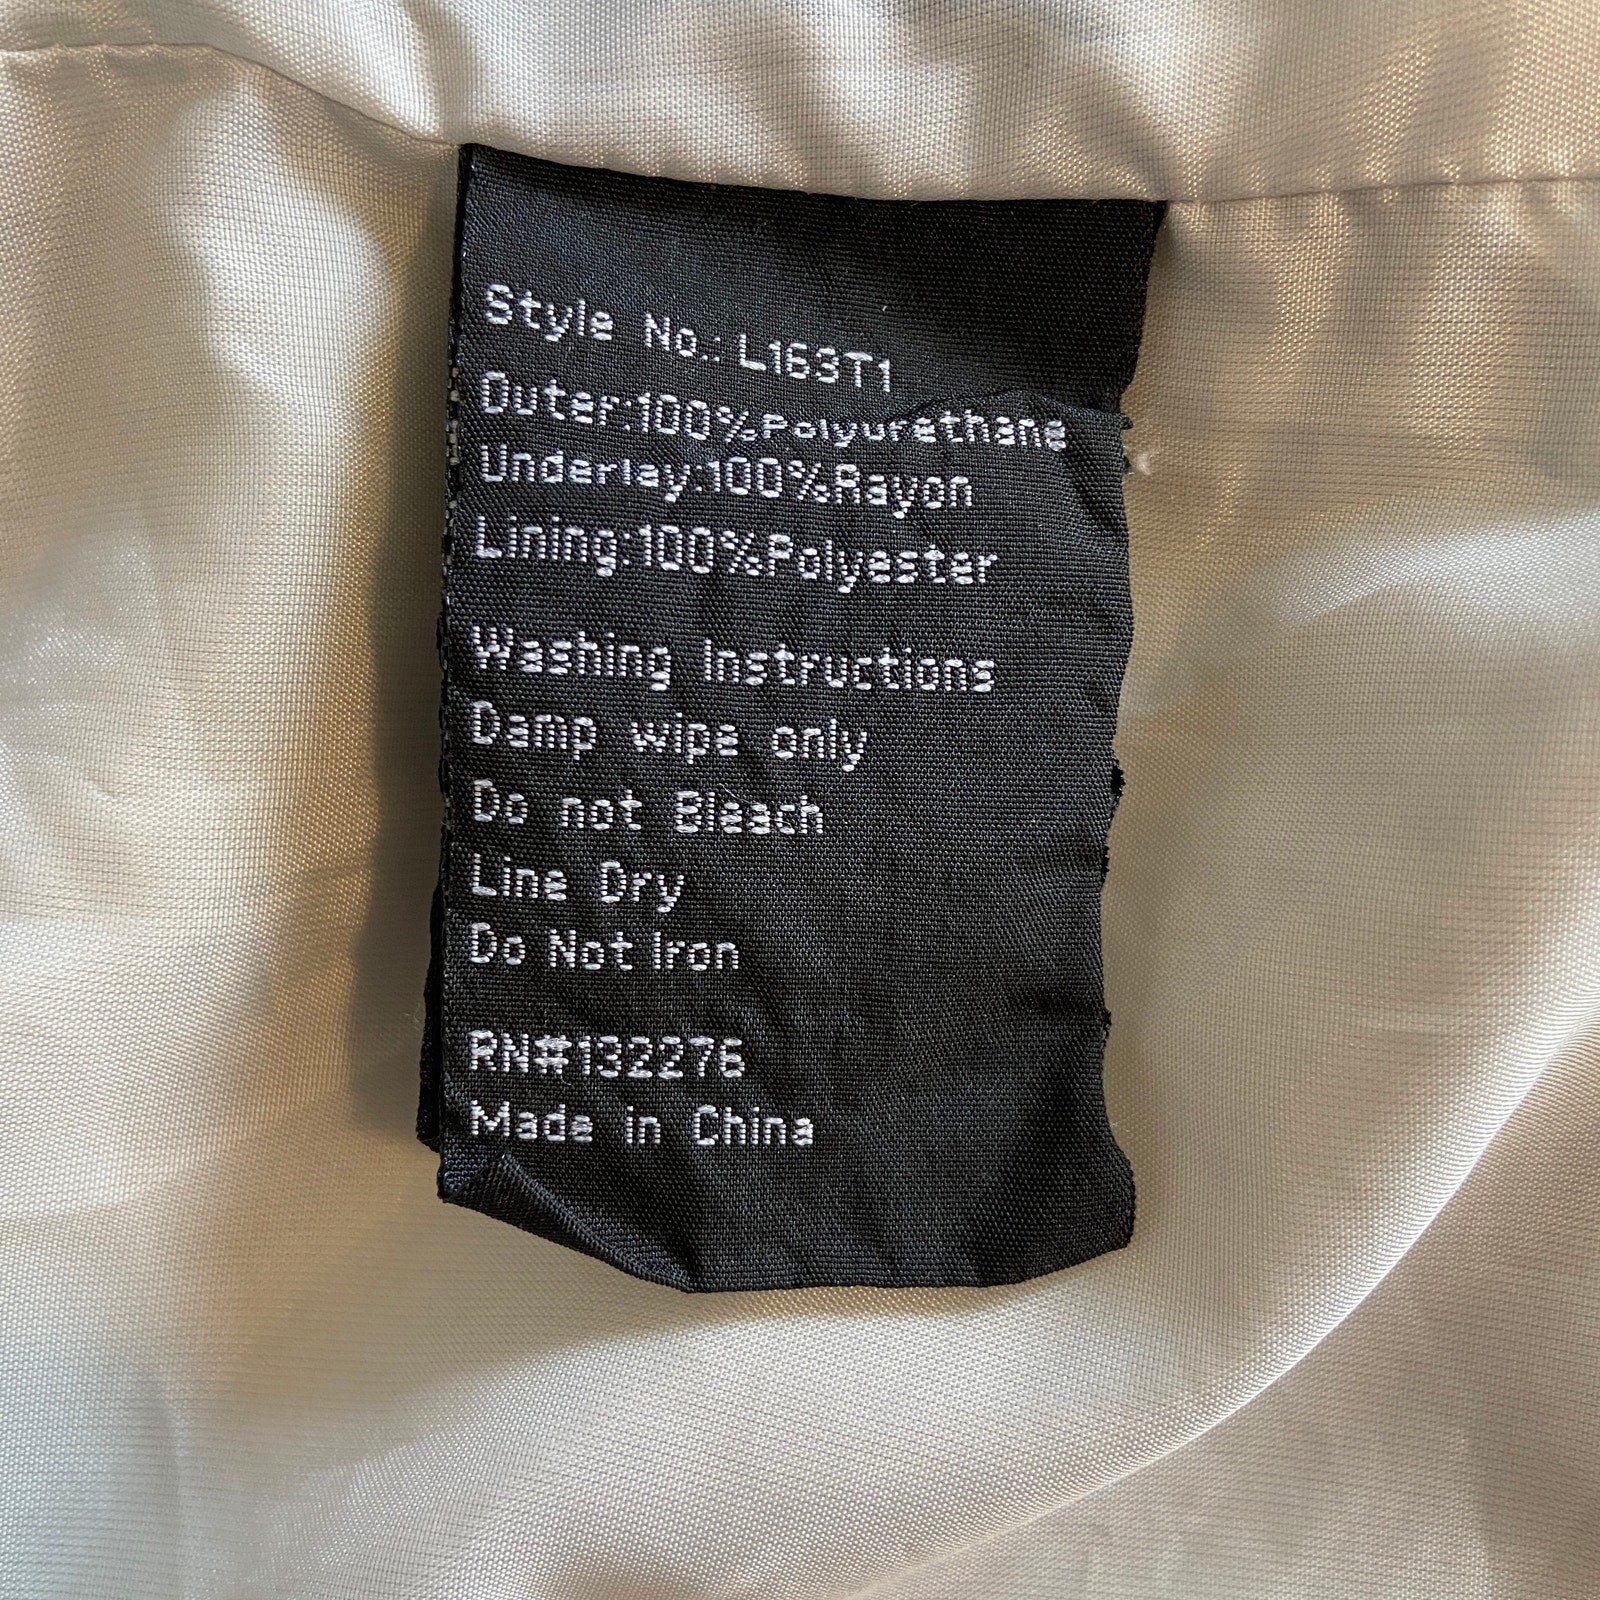 Style No.: L163T1
Outer:100%Polyurethane
Underlay:100%Rayon
Lining:100%Polyester
Washing Instructions
Damp wipe only
Do not Bleach
Line Dry
Do Not Iron
RN#132276
Made in China